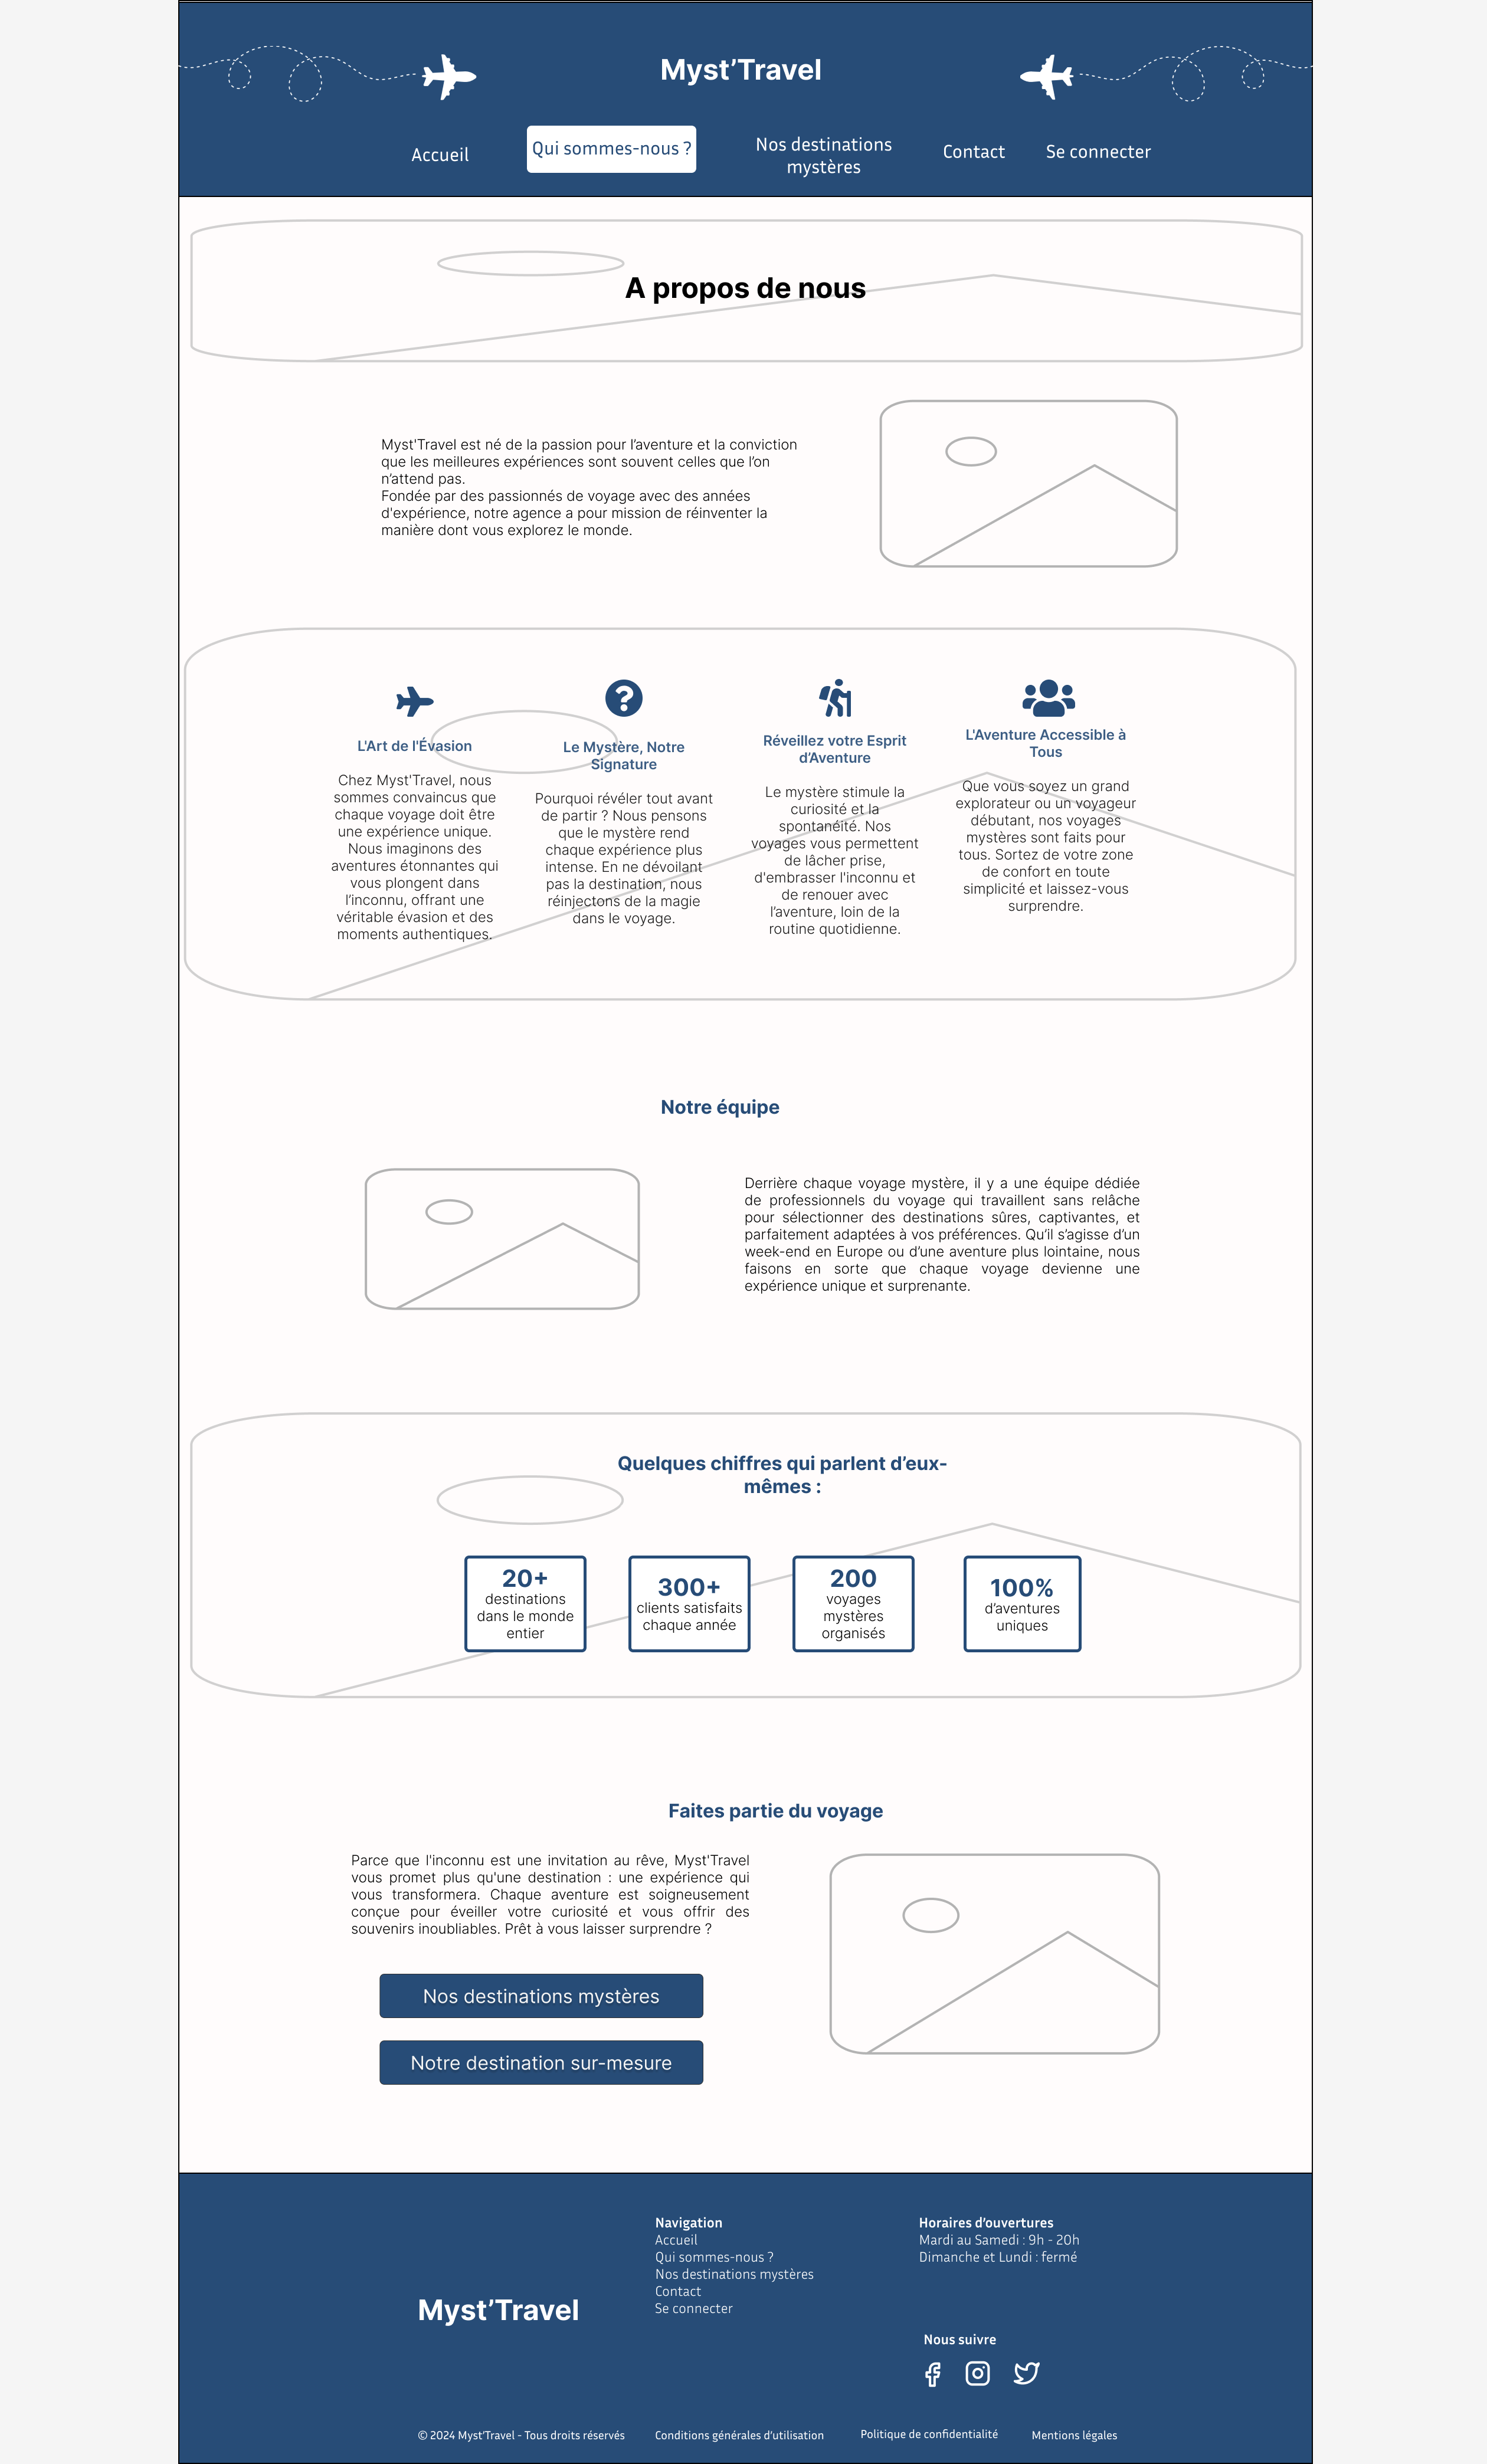 Myst’Travel
Accueil
Qui sommes-nous ?
Nos destinations
mystères
Contact
Se connecter
A propos de nous
Myst'Travel est né de la passion pour l’aventure et la conviction
que les meilleures expériences sont souvent celles que l’on
n’attend pas.
Fondée par des passionnés de voyage avec des années
d'expérience, notre agence a pour mission de réinventer la
manière dont vous explorez le monde.
L'Art de l'Évasion
Chez Myst'Travel, nous
sommes convaincus que
chaque voyage doit être
une expérience unique.
Nous imaginons des
aventures étonnantes qui
vous plongent dans
l’inconnu, offrant une
véritable évasion et des
moments authentiques.
Le Mystère, Notre
Signature
Pourquoi révéler tout avant
de partir ? Nous pensons
que le mystère rend
chaque expérience plus
intense. En ne dévoilant
pas la destination, nous
réinjectons de la magie
dans le voyage.
Réveillez votre Esprit
d’Aventure
Le mystère stimule la
curiosité et la
spontanéité. Nos
voyages vous permettent
de lâcher prise,
d'embrasser l'inconnu et
de renouer avec
l’aventure, loin de la
routine quotidienne.
L'Aventure Accessible à
Tous
Que vous soyez un grand
explorateur ou un voyageur
débutant, nos voyages
mystères sont faits pour
tous. Sortez de votre zone
de confort en toute
simplicité et laissez-vous
surprendre.
Notre équipe
Derrière chaque voyage mystère, il y a une équipe dédiée
de professionnels du voyage qui travaillent sans relâche
pour sélectionner des destinations sûres, captivantes, et
parfaitement adaptées à vos préférences. Qu’il s’agisse d’un
week-end en Europe ou d’une aventure plus lointaine, nous
faisons en sorte que chaque voyage devienne une
expérience unique et surprenante.
Quelques chiffres qui parlent d’eux-
mêmes :
20+
destinations
dans le monde
entier
300+
clients satisfaits
chaque année
200
voyages
mystères
organisés
100%
d’aventures
uniques
Faites partie du voyage
Parce que l'inconnu est une invitation au rêve, Myst'Travel
vous promet plus qu'une destination : une expérience qui
vous transformera. Chaque aventure est soigneusement
conçue pour éveiller votre curiosité et vous offrir des
souvenirs inoubliables. Prêt à vous laisser surprendre ?
Nos destinations mystères
Notre destination sur-mesure
Myst’Travel
Navigation
Accueil
Qui sommes-nous ?
Nos destinations mystères
Contact
Se connecter
Horaires d’ouvertures
Mardi au Samedi : 9h - 20h
Dimanche et Lundi : fermé
Nous suivre
© 2024 Myst’Travel - Tous droits réservés
Conditions générales d’utilisation
Politique de confidentialité
Mentions légales